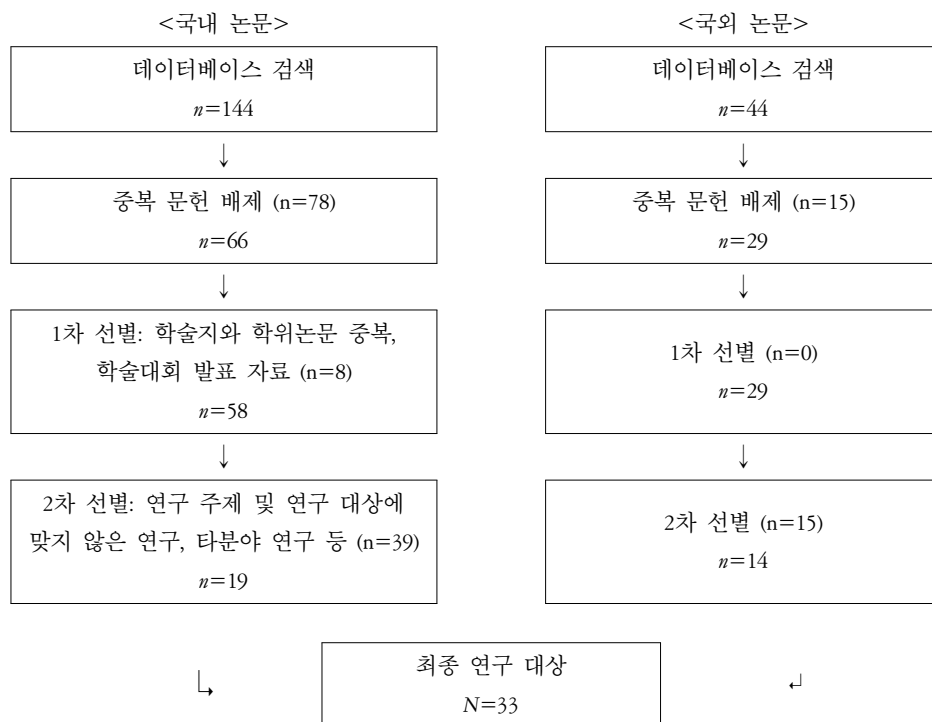 <국내 논문>
데이터베이스 검색
n=144
↓
중복 문헌 배제 (n=78)
n=66
↓
1차 선별: 학술지와 학위논문 중복,
학술대회 발표 자료 (n=8)
n=58
↓
2차 선별: 연구 주제 및 연구 대상에
맞지 않은 연구, 타분야 연구 등 (n=39)
n=19
<국외 논문>
데이터베이스 검색
n=44
↓
중복 문헌 배제 (n=15)
n=29
↓
1차 선별 (n=0)
n=29
↓
2차 선별 (n=15)
n=14
최종 연구 대상
N=33